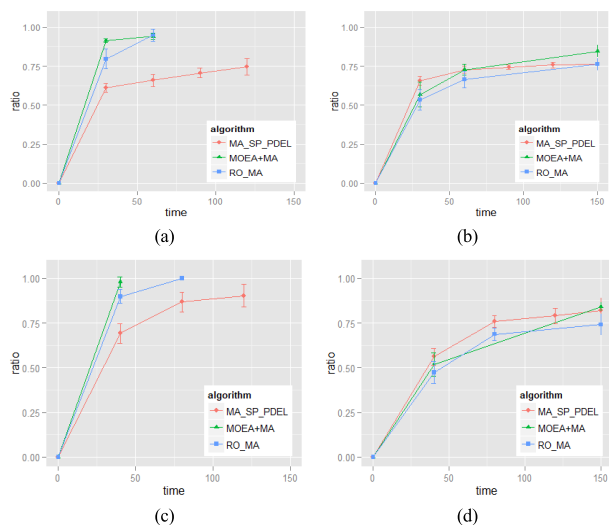 1.00
0.75
0.50
0.25
0.00
ratio
0
50
100
150
time
algorithm
MA_SP_PDEL
MOEA+MA
RO_MA
(a)
1.00
0.75
0.50
0.25
0.00
ratio
0
50
100
150
time
algorithm
MA_SP_PDEL
MOEA+MA
RO_MA
(b)
1.00
0.75
0.50
0.25
0.00
ratio
0
50
100
150
time
algorithm
MA_SP_PDEL
MOEA+MA
RO_MA
(c)
1.00
0.75
0.50
0.25
0.00
ratio
0
50
100
150
time
algorithm
MA_SP_PDEL
MOEA+MA
RO_MA
(d)